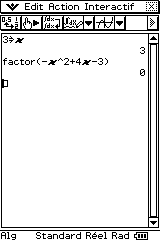 Edit Action Interactif
3⇒x
3
factor(-x^2+4x-3)
0
Alg Standard Réel Rad